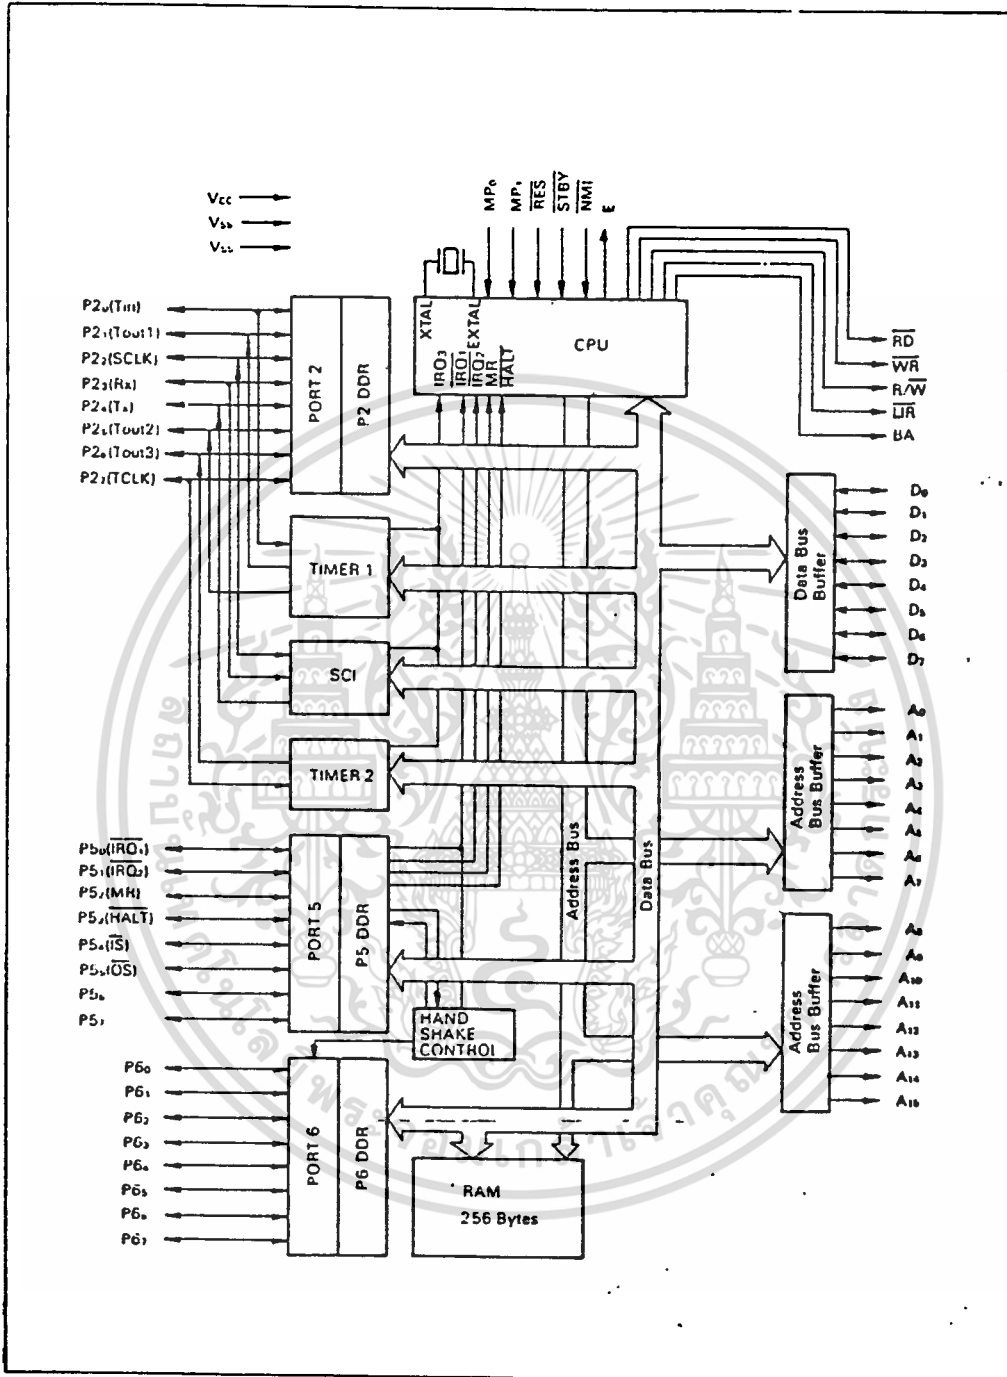 V_CC
V_SS
V_SS
MP₀
MP₁
RES
STBY
NMI
E
XTAL
EXTAL
CPU
IRQ₃
IRQ₁
IRQ₂
MR
HALT
RD
WR
R/W
LIR
BA
P2₀(Tin)
P2₁(Tout1)
P2₂(SCLK)
P2₃(Rx)
P2₄(Tx)
P2₅(Tout2)
P2₆(Tout3)
P2₇(TCLK)
PORT 2
P2 DDR
TIMER 1
SCI
TIMER 2
Data Bus Buffer
D₀
D₁
D₂
D₃
D₄
D₅
D₆
D₇
Address Bus Buffer
A₀
A₁
A₂
A₃
A₄
A₅
A₆
A₇
Address Bus
Data Bus
P5₀(IRQ₁)
P5₁(IRQ₂)
P5₂(MR)
P5₃(HALT)
P5₄(IS)
P5₅(OS)
P5₆
P5₇
PORT 5
P5 DDR
HAND
SHAKE
CONTROL
Address Bus Buffer
A₈
A₉
A₁₀
A₁₁
A₁₂
A₁₃
A₁₄
A₁₅
P6₀
P6₁
P6₂
P6₃
P6₄
P6₅
P6₆
P6₇
PORT 6
P6 DDR
RAM
256 Bytes